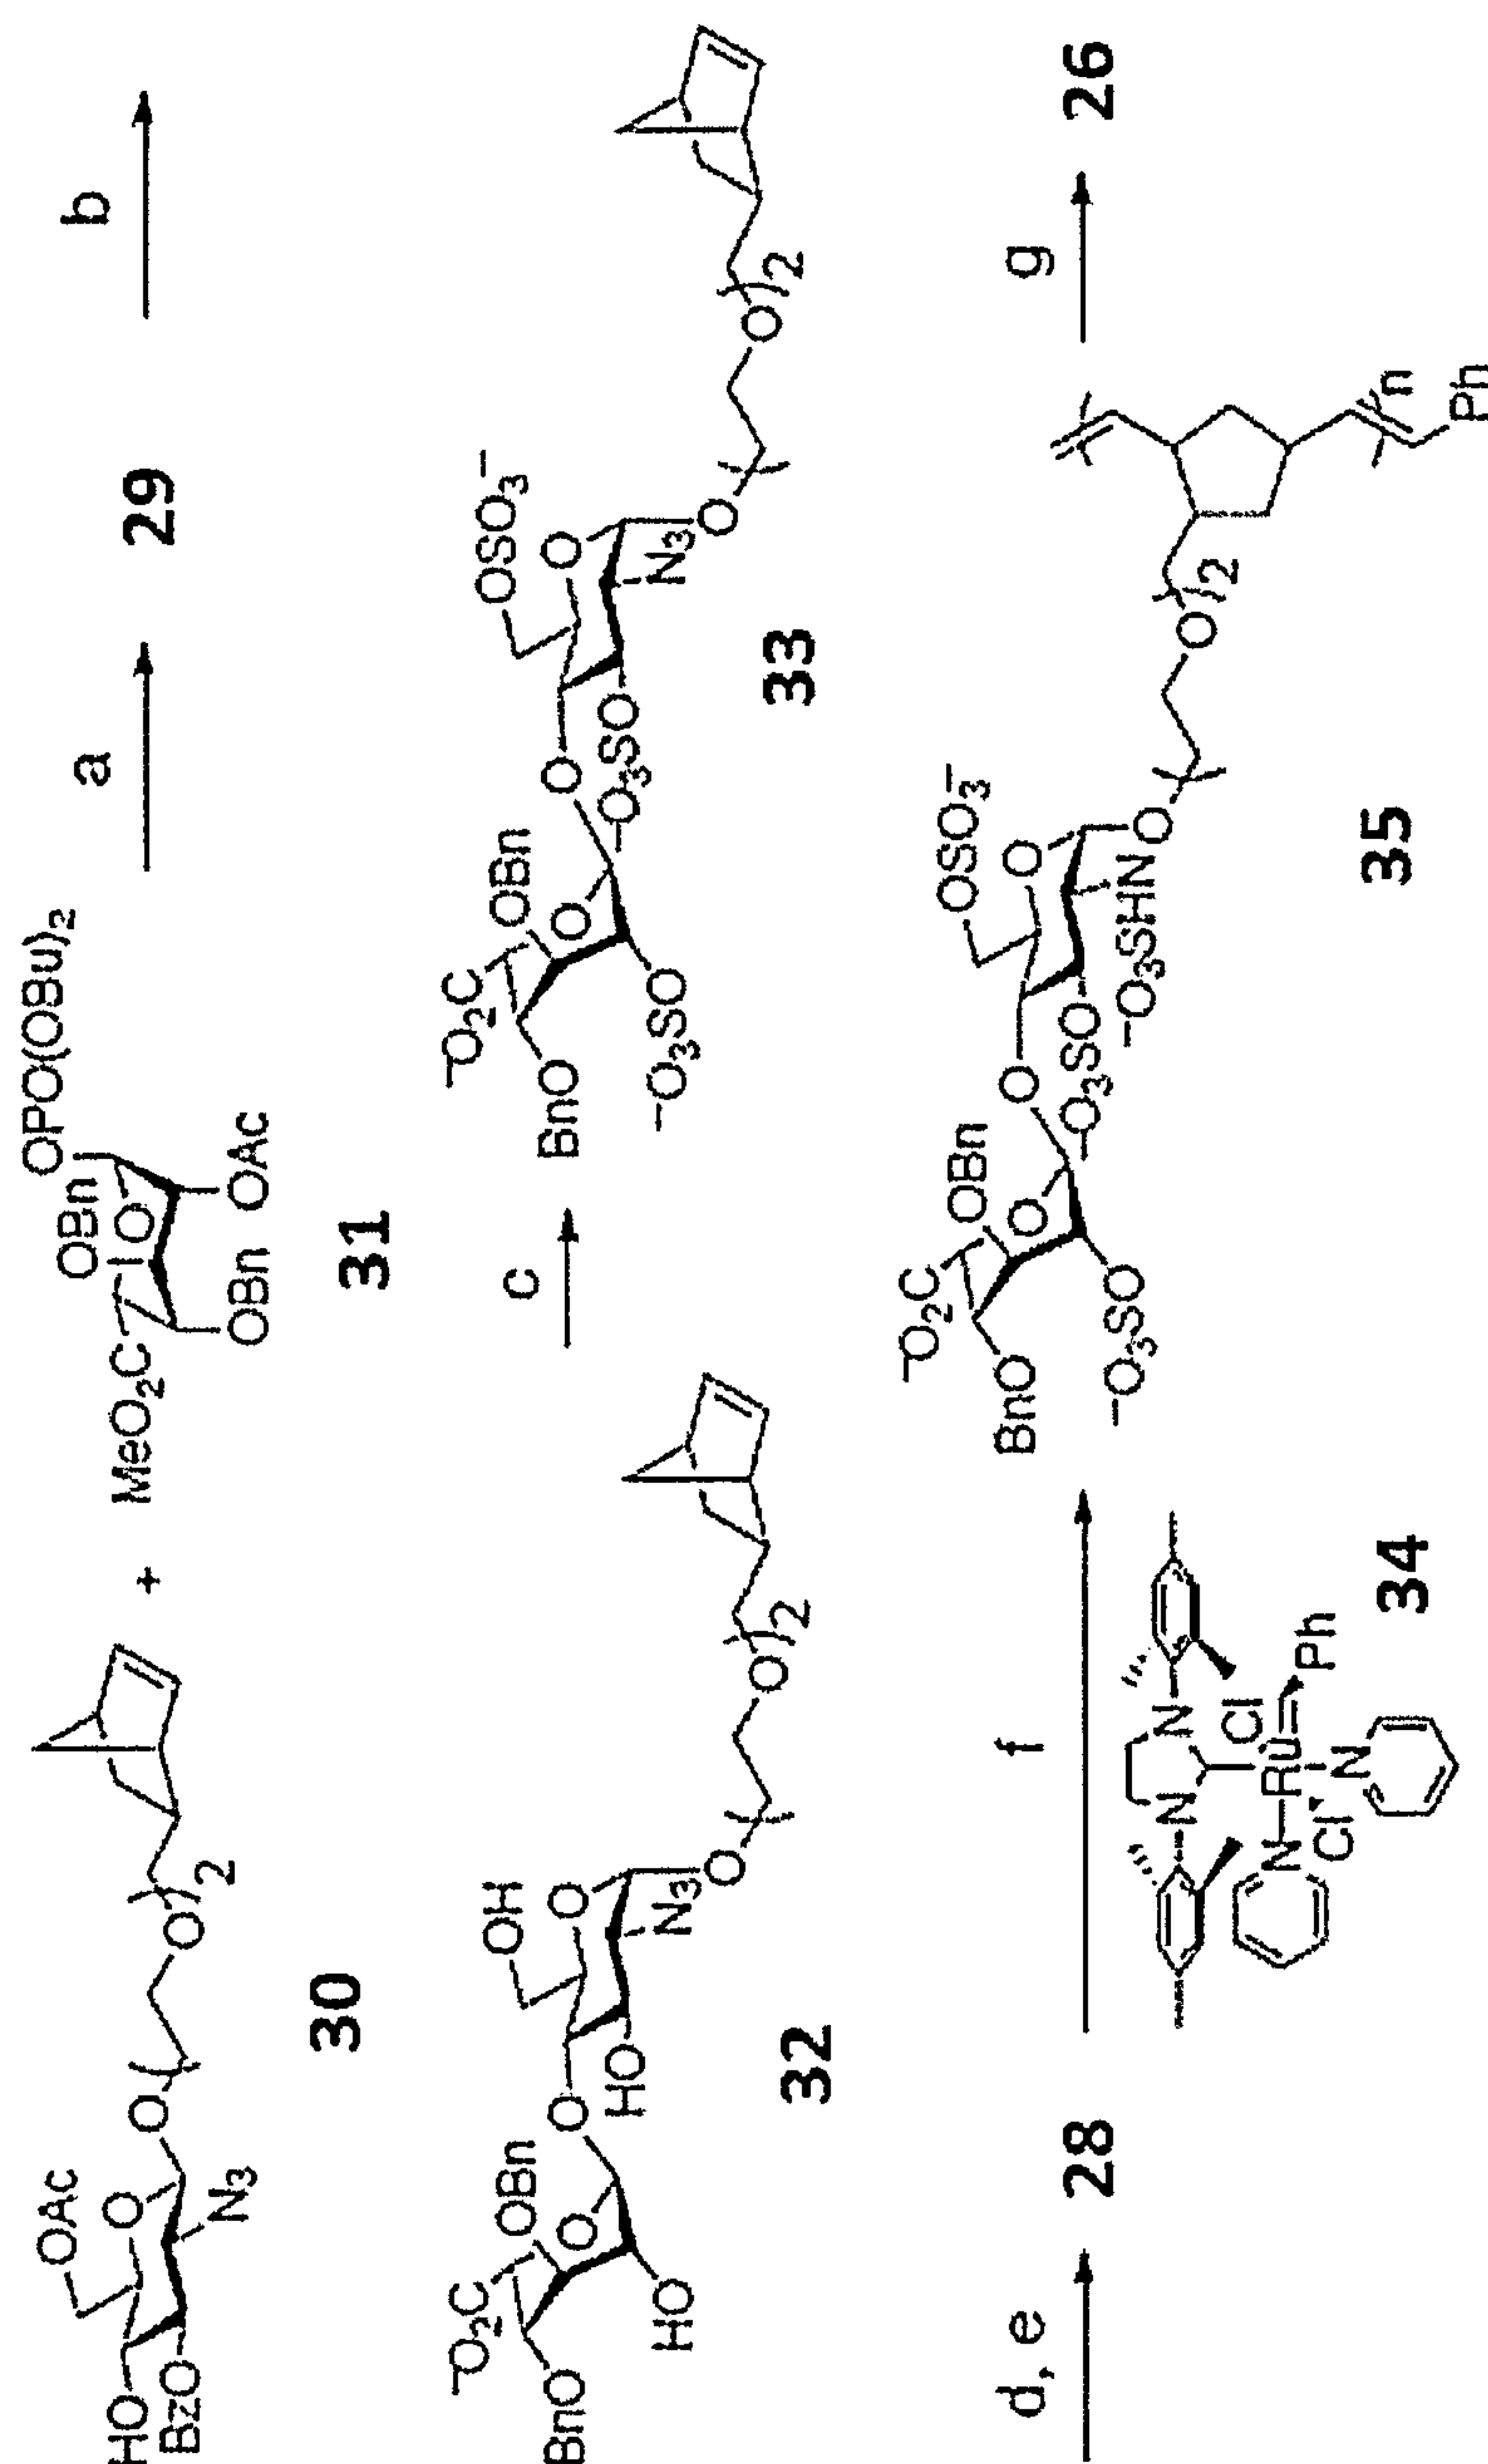 OAc
HO
BzO
O
N3
O
O
2
30
+
MeO2C
OBn
O
OPO(OBu)2
OBn
OAc
31
a
29
b
-O2C
OBn
BnO
O
HO
O
OH
O
HO
N3
O
O
2
32
c
-O2C
OBn
BnO
O
-O3SO
O
OSO3-
O
-O3SO
N3
O
O
2
33
d, e
28
f
N
N
Cl
Ru
Ph
Cl
N
N
34
-O2C
OBn
BnO
O
-O3SO
O
OSO3-
O
-O3SO
-O3SHN
O
O
2
n
Ph
35
g
26